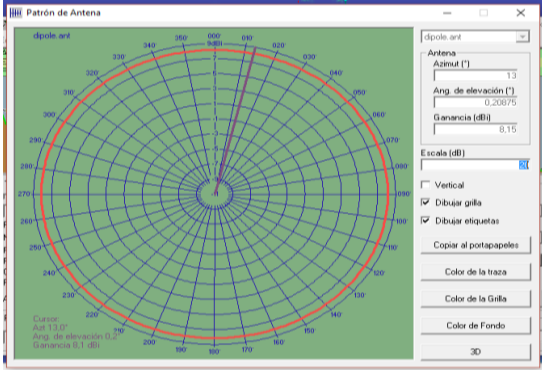 Patrón de Antena
dipole.ant
dipole.ant
Antena
Azimut (°)
13
Ang. de elevación (°)
0,20875
Ganancia (dBi)
8,15
Escala (dB)
20
Vertical
Dibujar grilla
Dibujar etiquetas
Copiar al portapapeles
Color de la traza
Color de la Grilla
Color de Fondo
3D
000°
9dBi
010°
020°
030°
060°
070°
080°
090°
100°
110°
120°
130°
140°
150°
160°
170°
180°
190°
200°
210°
220°
230°
240°
250°
260°
270°
280°
290°
300°
310°
320°
330°
340°
350°
7
Cursor:
Azt 13,0°
Ang. de elevación 0,2°
Ganancia 8,1 dBi